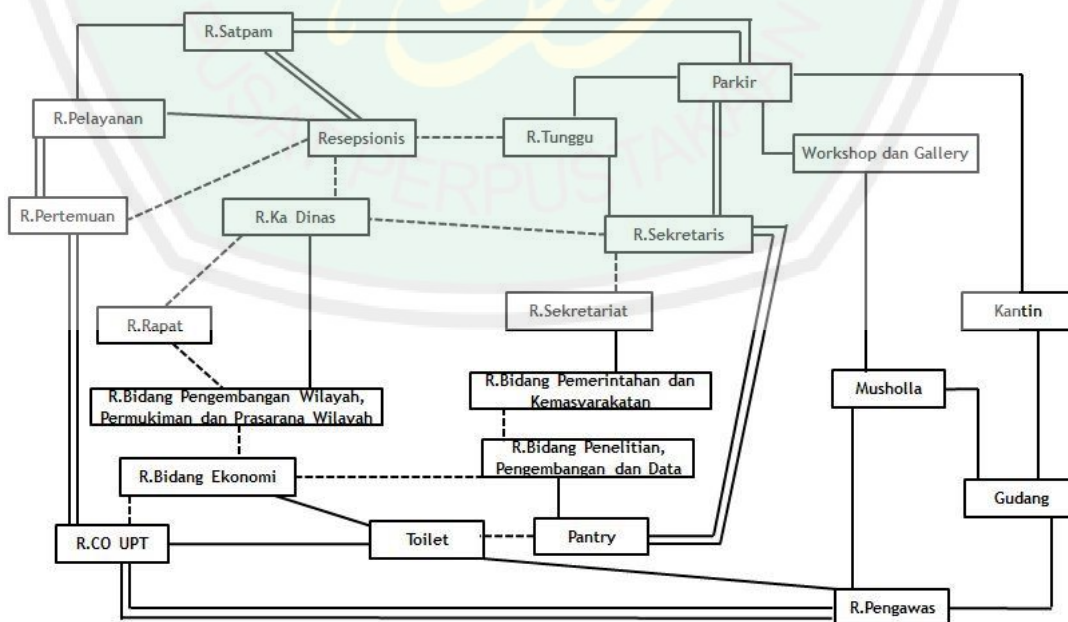 R.Satpam
Parkir
R.Pelayanan
Resepsionis
R.Tunggu
Workshop dan Gallery
PUSAT PERPUSTAKAAN
R.Pertemuan
R.Ka Dinas
R.Sekretaris
R.Rapat
R.Sekretariat
Kantin
R.Bidang Pengembangan Wilayah,
Permukiman dan Prasarana Wilayah
R.Bidang Pemerintahan dan
Kemasyarakatan
Musholla
R.Bidang Penelitian,
Pengembangan dan Data
R.Bidang Ekonomi
Gudang
R.CO UPT
Toilet
Pantry
R.Pengawas